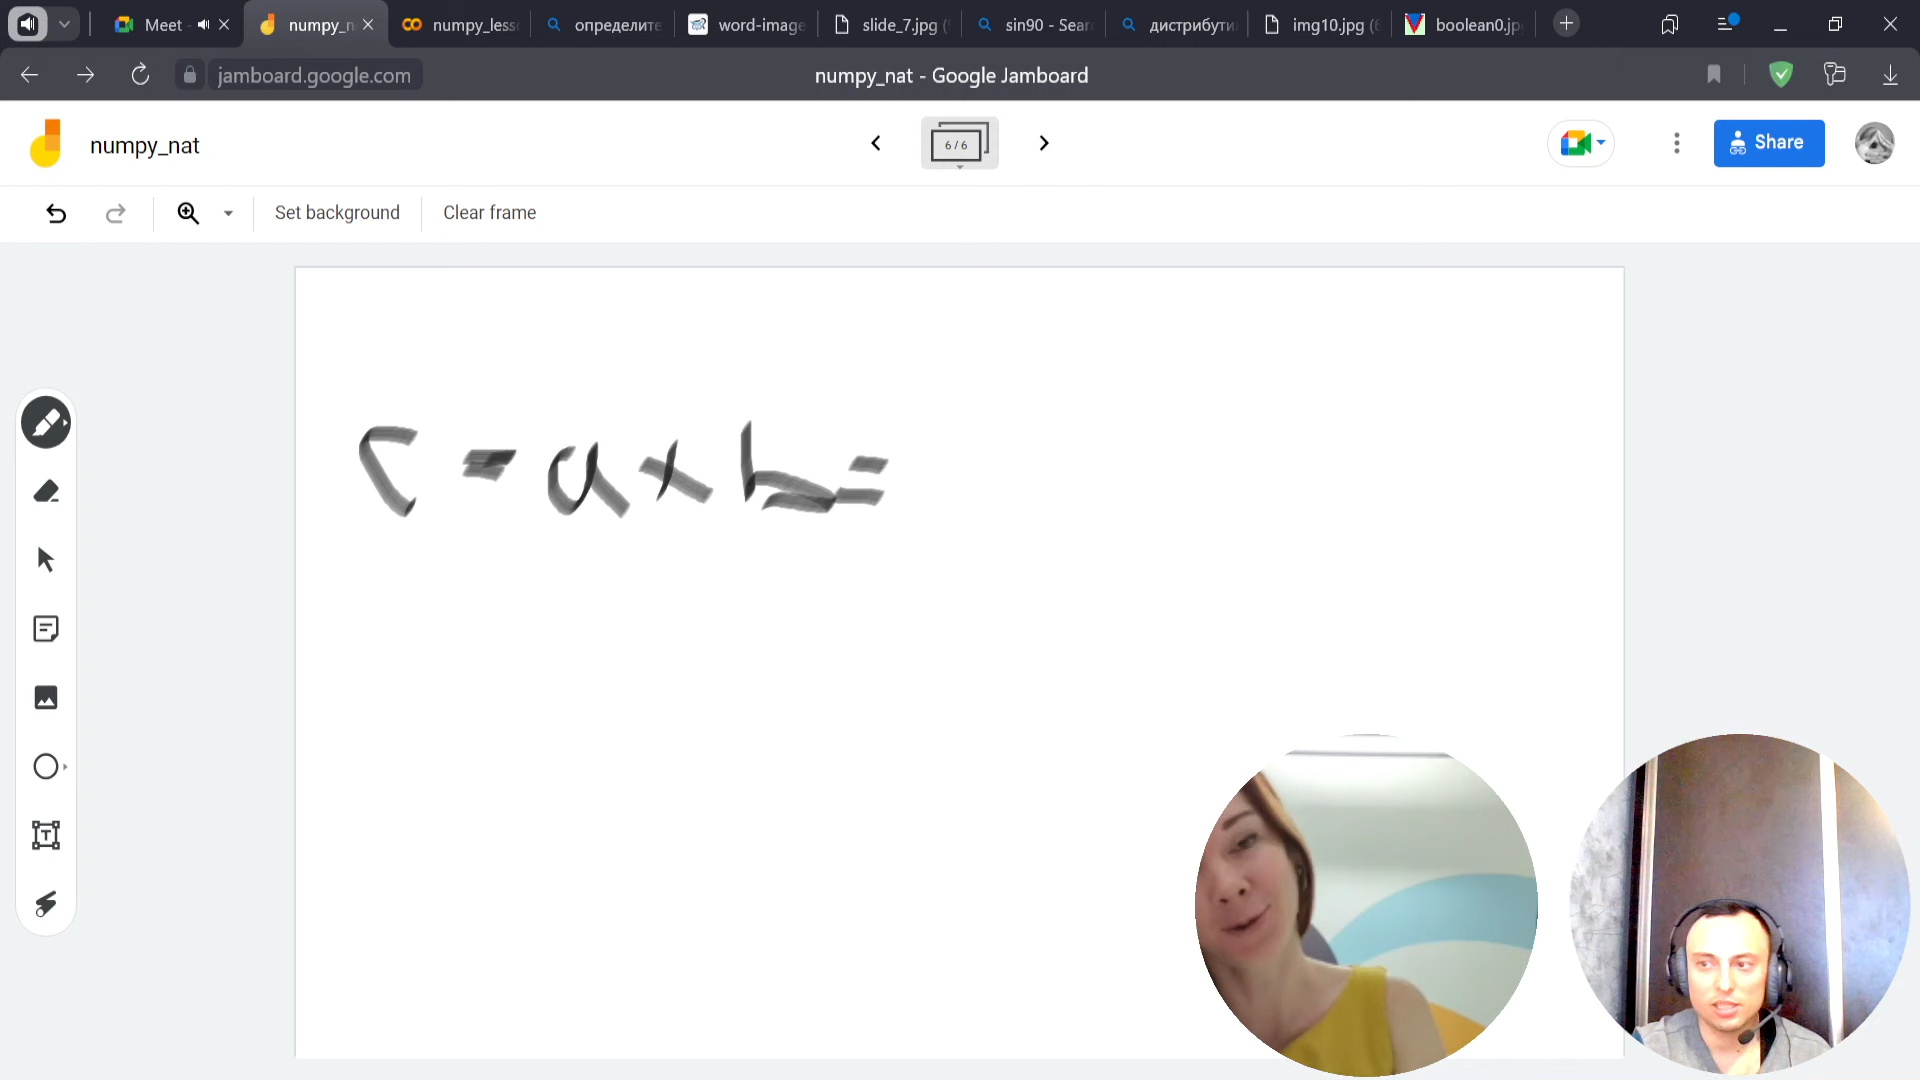 Meet -
numpy_n
numpy_less
определите
word-image
slide_7.jpg (
sin90 - Sear
дистрибути
img10.jpg (6
boolean0.jp
jamboard.google.com
numpy_nat - Google Jamboard
numpy_nat
6 / 6
Share
Set background
Clear frame
c = a x b =